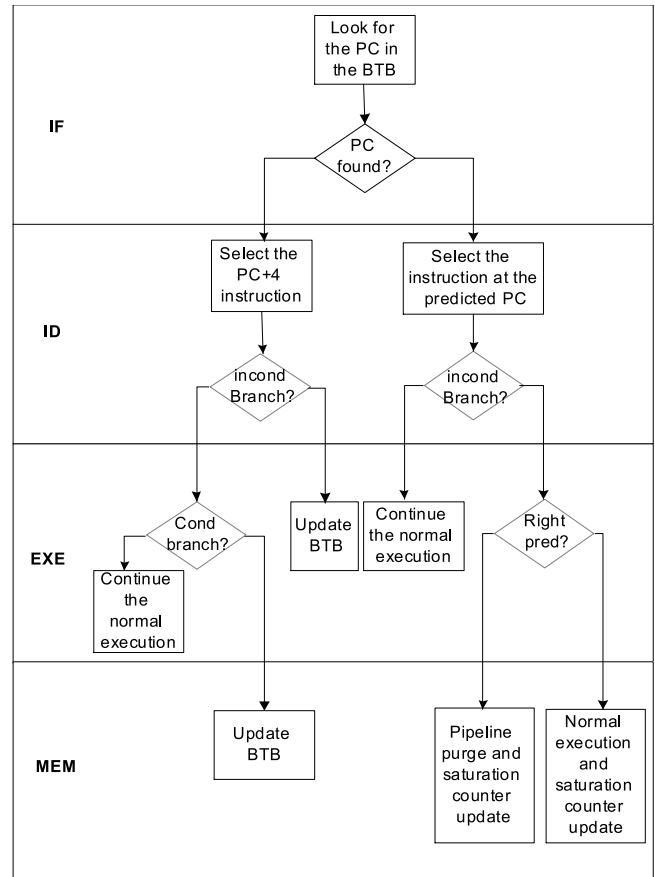 Look for
the PC in
the BTB
IF
PC
found?
Select the
PC+4
instruction
Select the
instruction at the
predicted PC
ID
incond
Branch?
incond
Branch?
Cond
branch?
Update
BTB
Continue
the normal
execution
Right
pred?
EXE
Continue
the
normal
execution
Update
BTB
Pipeline
purge and
saturation
counter
update
Normal
execution
and
saturation
counter
update
MEM